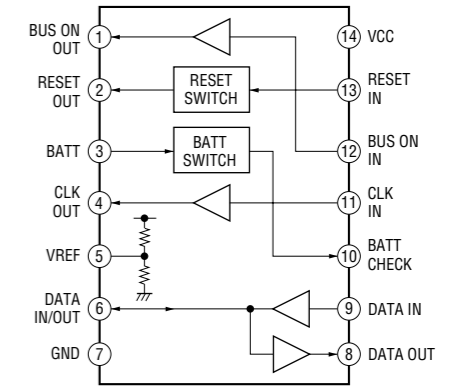 BUS ON
OUT
1
14
VCC
RESET
OUT
2
RESET
SWITCH
13
RESET
IN
BATT
3
BATT
SWITCH
12
BUS ON
IN
CLK
OUT
4
11
CLK
IN
VREF
5
10
BATT
CHECK
DATA
IN/OUT
6
9
DATA IN
GND
7
8
DATA OUT